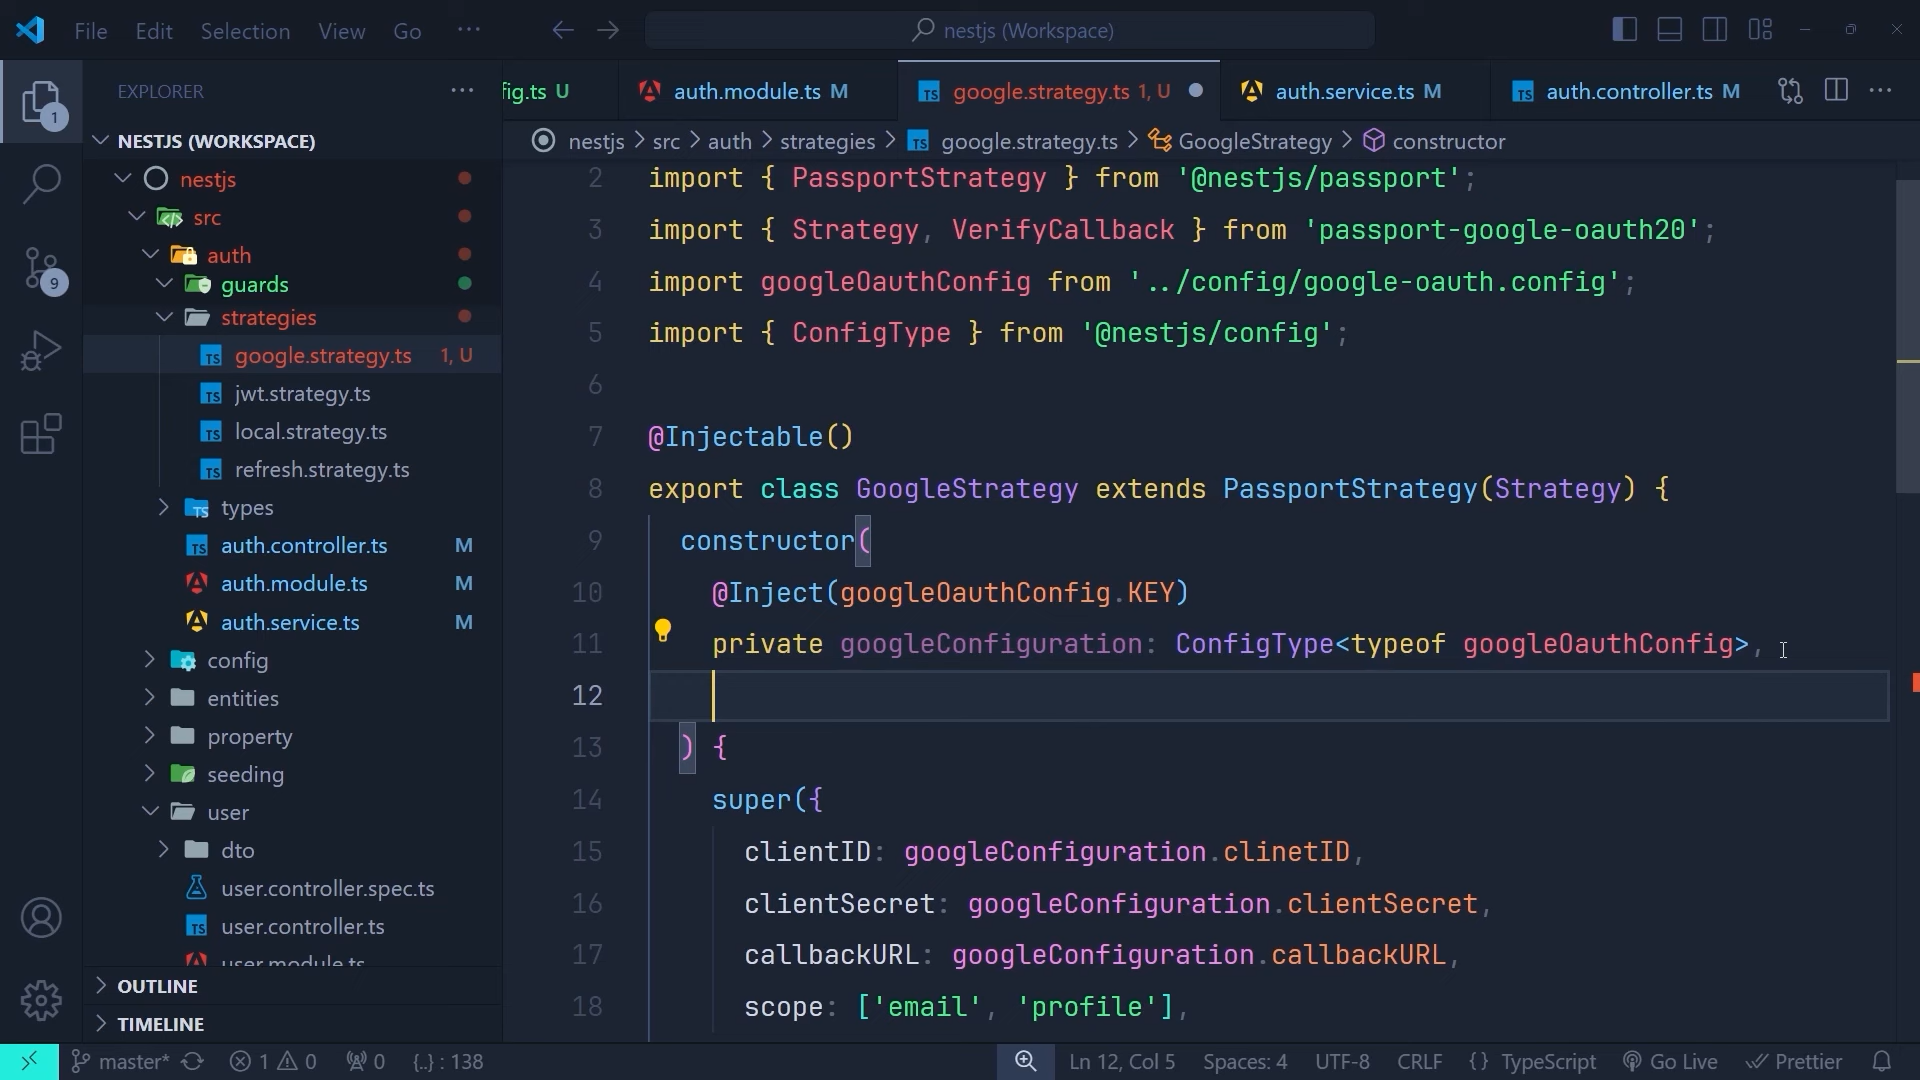 File Edit Selection View Go ··· nestjs (Workspace)
EXPLORER ···
fig.ts U auth.module.ts M google.strategy.ts 1, U auth.service.ts M auth.controller.ts M ···
NESTJS (WORKSPACE)
nestjs > src > auth > strategies > google.strategy.ts > GoogleStrategy > constructor
nestjs
src
auth
guards
strategies
google.strategy.ts 1, U
jwt.strategy.ts
local.strategy.ts
refresh.strategy.ts
types
auth.controller.ts M
auth.module.ts M
auth.service.ts M
config
entities
property
seeding
user
dto
user.controller.spec.ts
user.controller.ts
user.module.ts
OUTLINE
TIMELINE
1
9
2 import { PassportStrategy } from '@nestjs/passport';
3 import { Strategy, VerifyCallback } from 'passport-google-oauth20';
4 import googleOauthConfig from '../config/google-oauth.config';
5 import { ConfigType } from '@nestjs/config';
6
7 @Injectable()
8 export class GoogleStrategy extends PassportStrategy(Strategy) {
9 constructor(
10 @Inject(googleOauthConfig.KEY)
11 private googleConfiguration: ConfigType<typeof googleOauthConfig>,
12
13 ) {
14 super({
15 clientID: googleConfiguration.clinetID,
16 clientSecret: googleConfiguration.clientSecret,
17 callbackURL: googleConfiguration.callbackURL,
18 scope: ['email', 'profile'],
master* 1 0 0 {..} : 138 Ln 12, Col 5 Spaces: 4 UTF-8 CRLF {} TypeScript Go Live Prettier